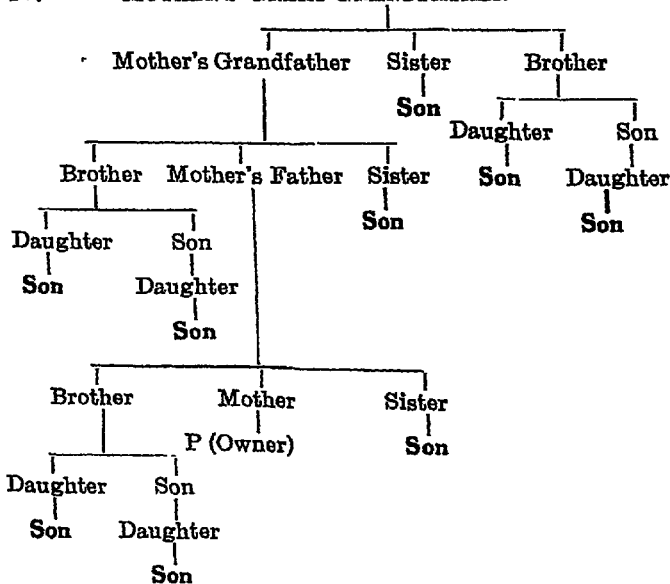 Mother's Grandfather Sister Brother
Son
Daughter Son
Brother Mother's Father Sister Son Daughter
Son Son
Daughter Son
Son Daughter
Son
Brother Mother Sister
P (Owner) Son
Daughter Son
Son Daughter
Son